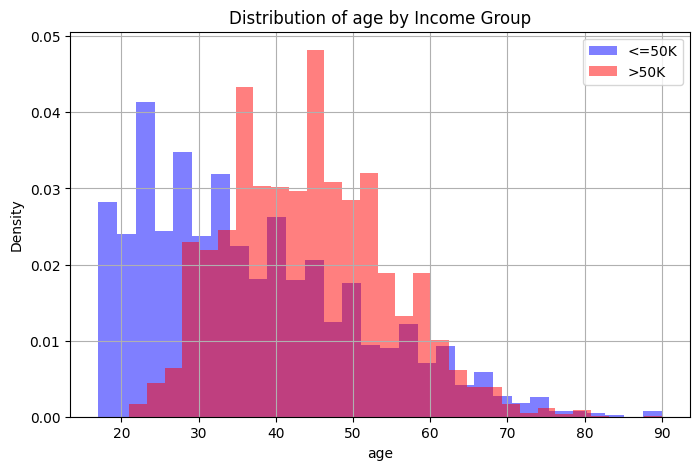 Distribution of age by Income Group
<=50K
>50K
Density
0.05
0.04
0.03
0.02
0.01
0.00
20 30 40 50 60 70 80 90
age